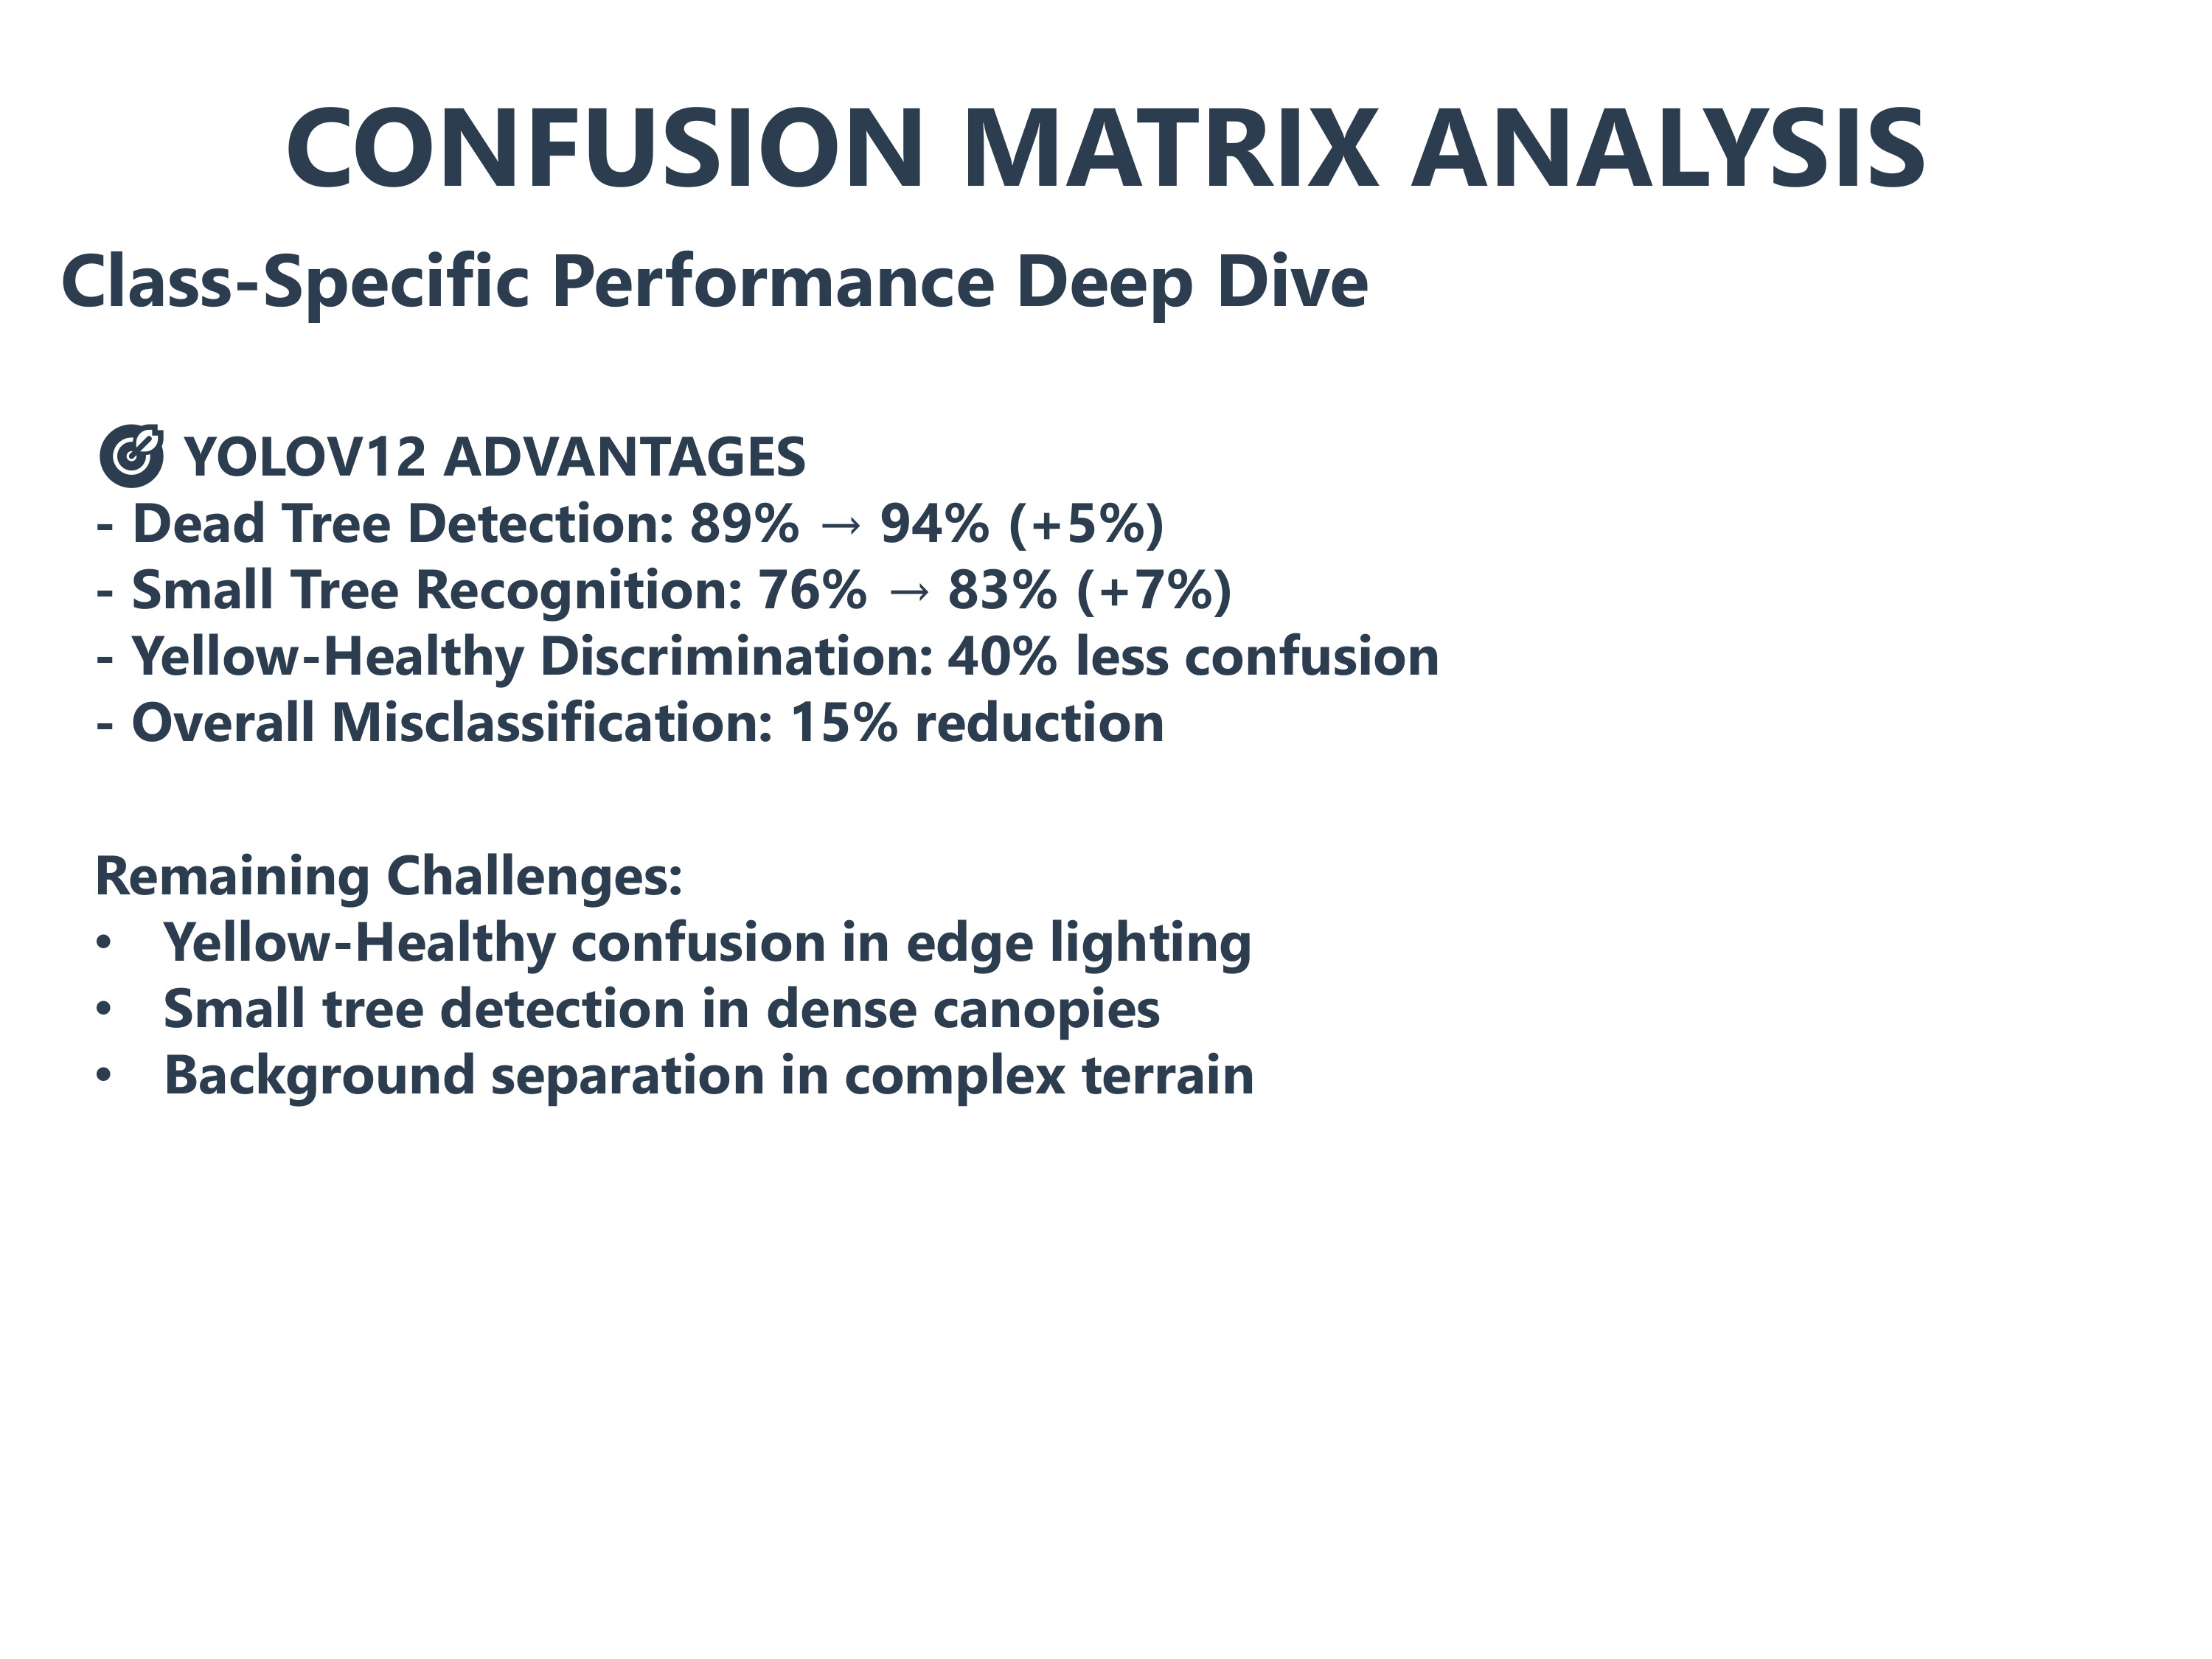 CONFUSION MATRIX ANALYSIS
Class-Specific Performance Deep Dive
🎯 YOLOV12 ADVANTAGES
- Dead Tree Detection: 89% → 94% (+5%)
- Small Tree Recognition: 76% → 83% (+7%)
- Yellow-Healthy Discrimination: 40% less confusion
- Overall Misclassification: 15% reduction
Remaining Challenges:
• Yellow-Healthy confusion in edge lighting
• Small tree detection in dense canopies
• Background separation in complex terrain